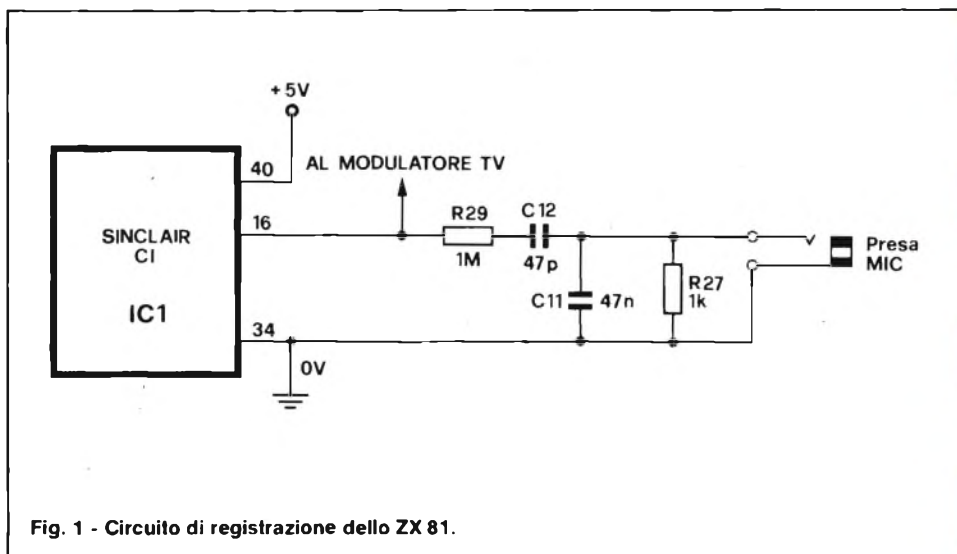 +5V
40
AL MODULATORE TV
16
R29
C12
SINCLAIR
CI
1M
47p
Presa
MIC
IC1
C11
47n
R27
1k
34
0V
Fig. 1 - Circuito di registrazione dello ZX 81.